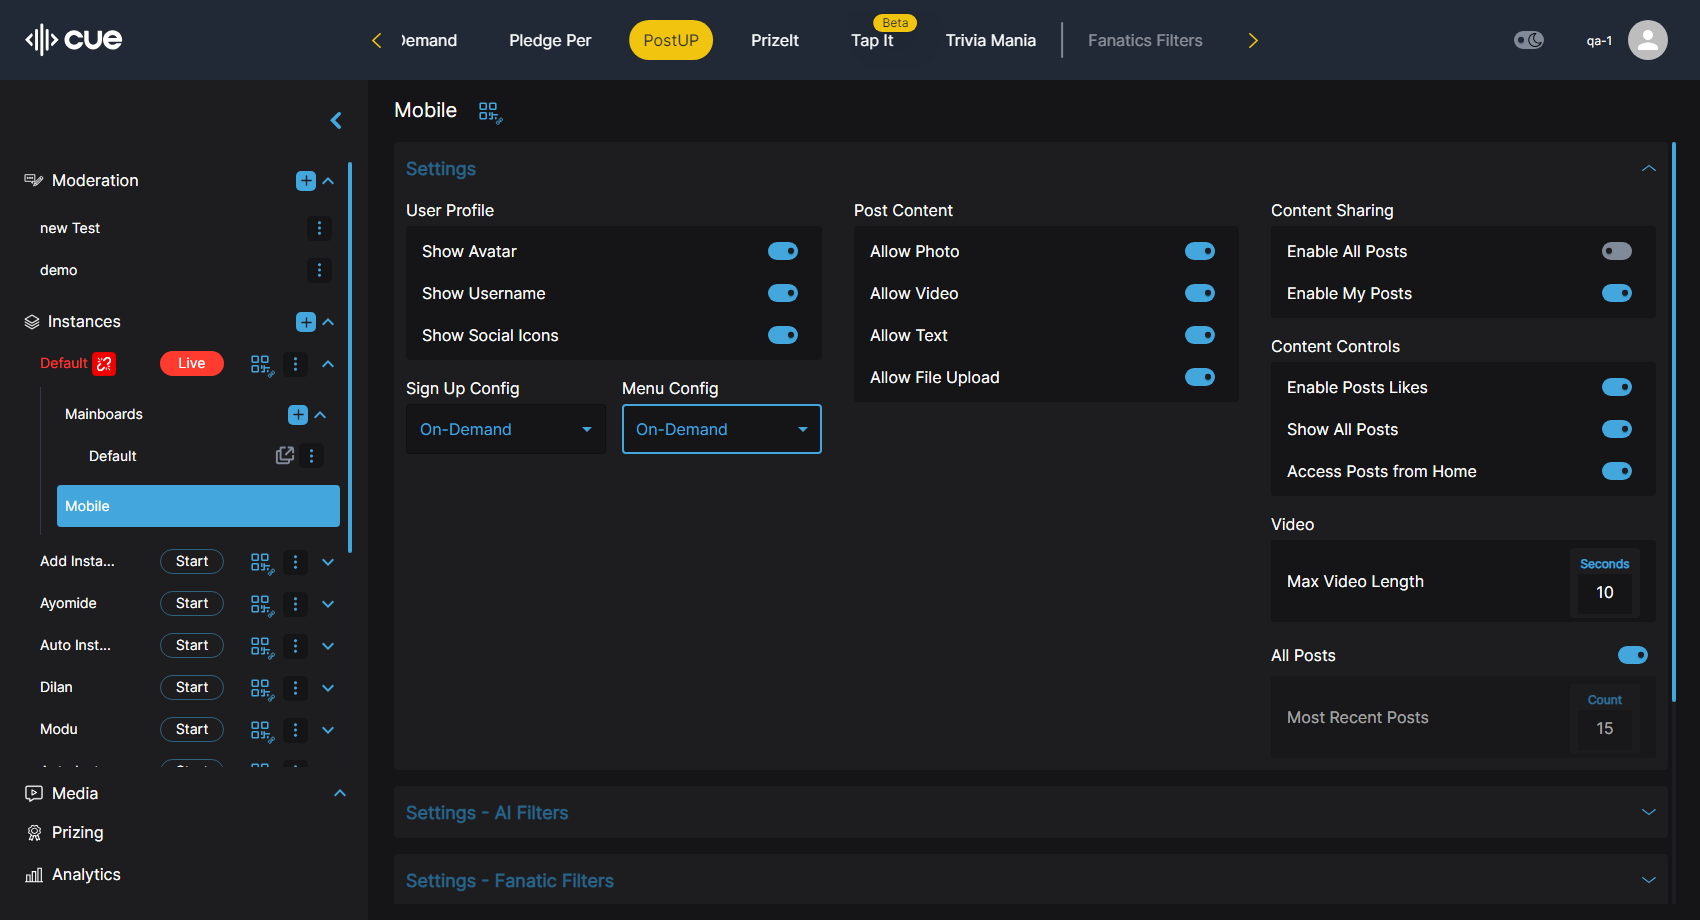 cue
Demand
Pledge Per
PostUP
PrizeIt
Beta
Tap It
Trivia Mania
Fanatics Filters
qa-1
Moderation
new Test
demo
Instances
Default
Live
Mainboards
Default
Mobile
Add Insta...
Start
Ayomide
Start
Auto Inst...
Start
Dilan
Start
Modu
Start
Media
Prizing
Analytics
Mobile
Settings
User Profile
Show Avatar
Show Username
Show Social Icons
Sign Up Config
On-Demand
Menu Config
On-Demand
Post Content
Allow Photo
Allow Video
Allow Text
Allow File Upload
Content Sharing
Enable All Posts
Enable My Posts
Content Controls
Enable Posts Likes
Show All Posts
Access Posts from Home
Video
Max Video Length
Seconds
10
All Posts
Most Recent Posts
Count
15
Settings - AI Filters
Settings - Fanatic Filters